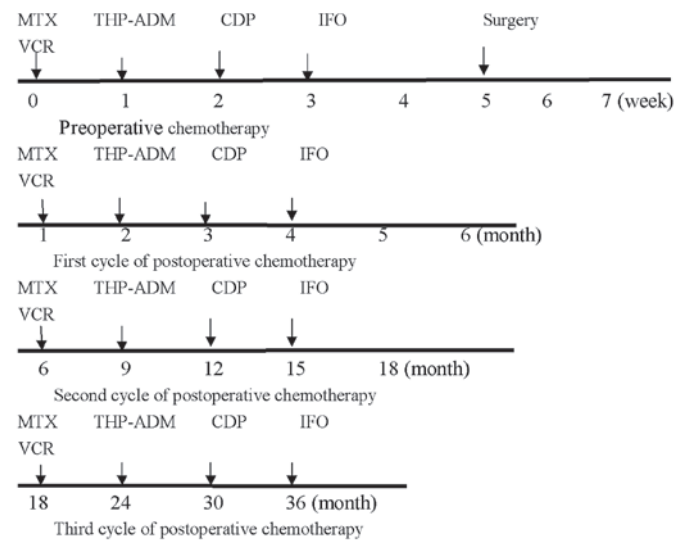 MTX THP-ADM CDP IFO Surgery
VCR
0 1 2 3 4 5 6 7 (week)
Preoperative chemotherapy
MTX THP-ADM CDP IFO
VCR
1 2 3 4 5 6 (month)
First cycle of postoperative chemotherapy
MTX THP-ADM CDP IFO
VCR
6 9 12 15 18 (month)
Second cycle of postoperative chemotherapy
MTX THP-ADM CDP IFO
VCR
18 24 30 36 (month)
Third cycle of postoperative chemotherapy